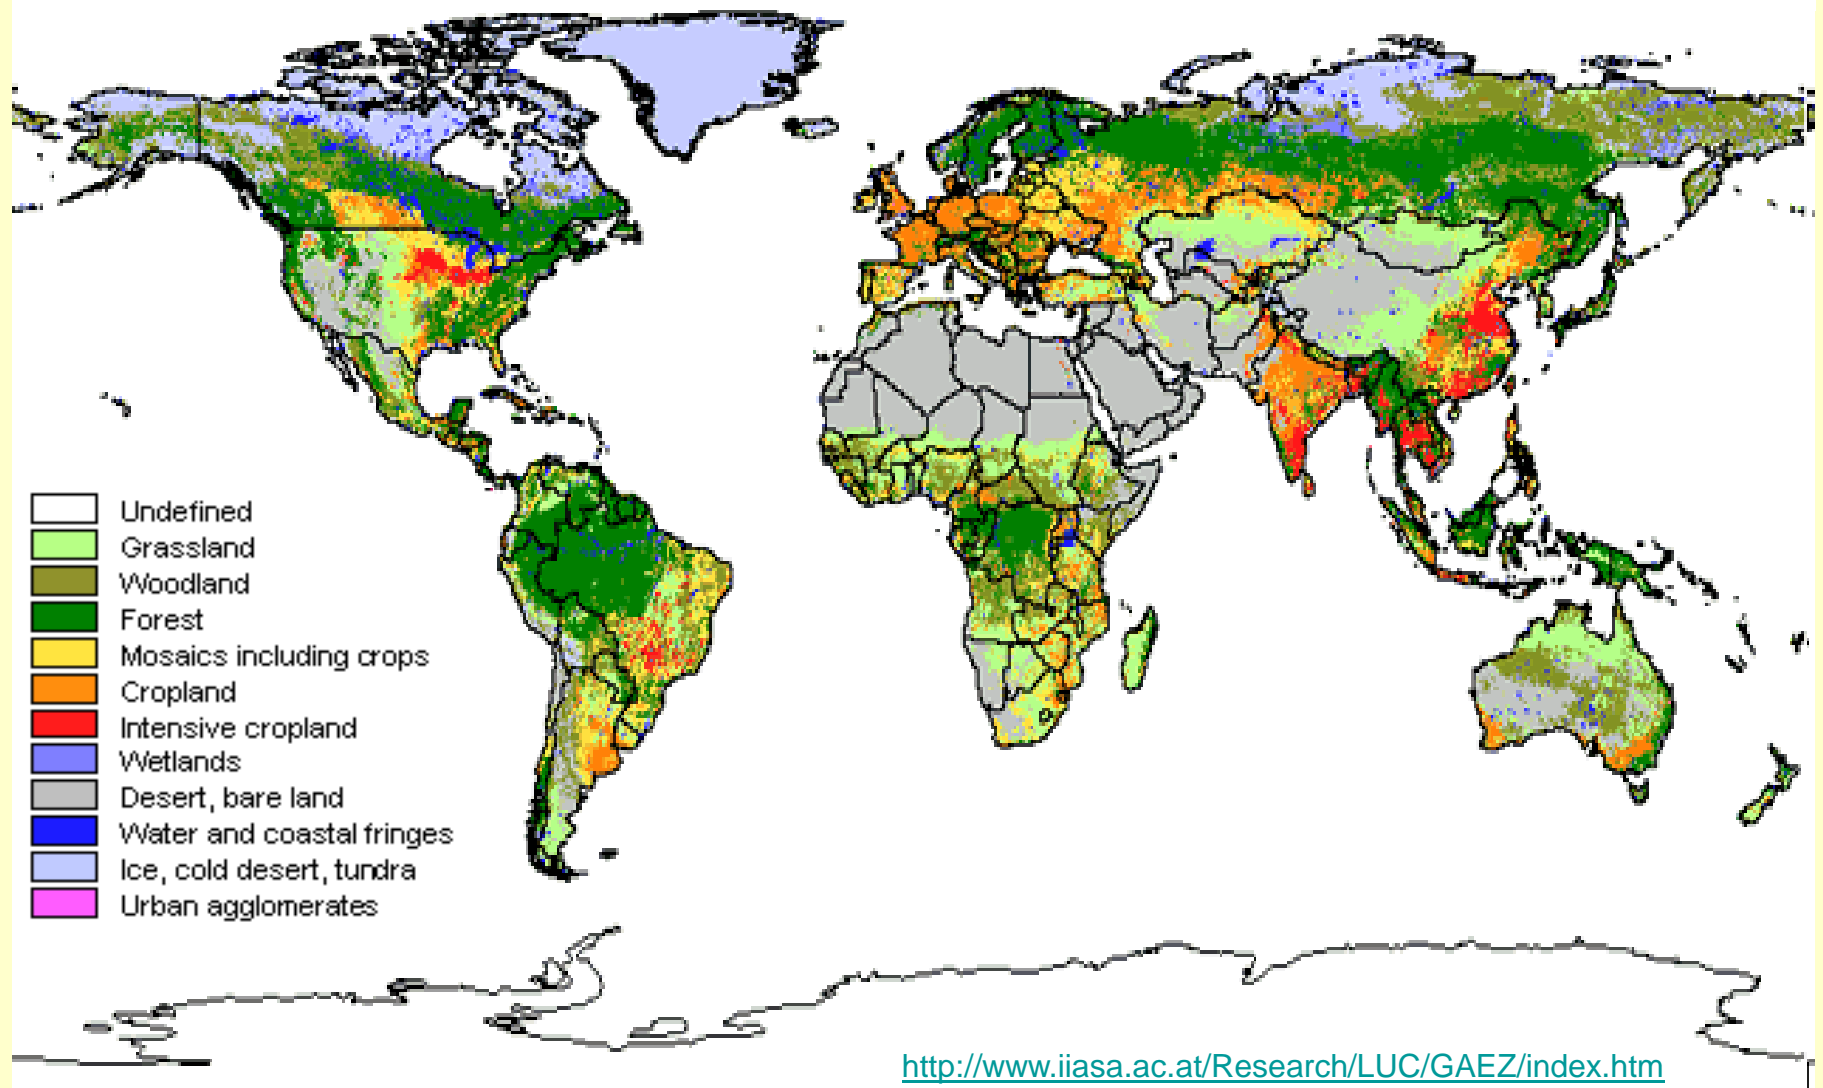 Undefined
Grassland
Woodland
Forest
Mosaics including crops
Cropland
Intensive cropland
Wetlands
Desert, bare land
Water and coastal fringes
Ice, cold desert, tundra
Urban agglomerates
http://www.iiasa.ac.at/Research/LUC/GAEZ/index.htm